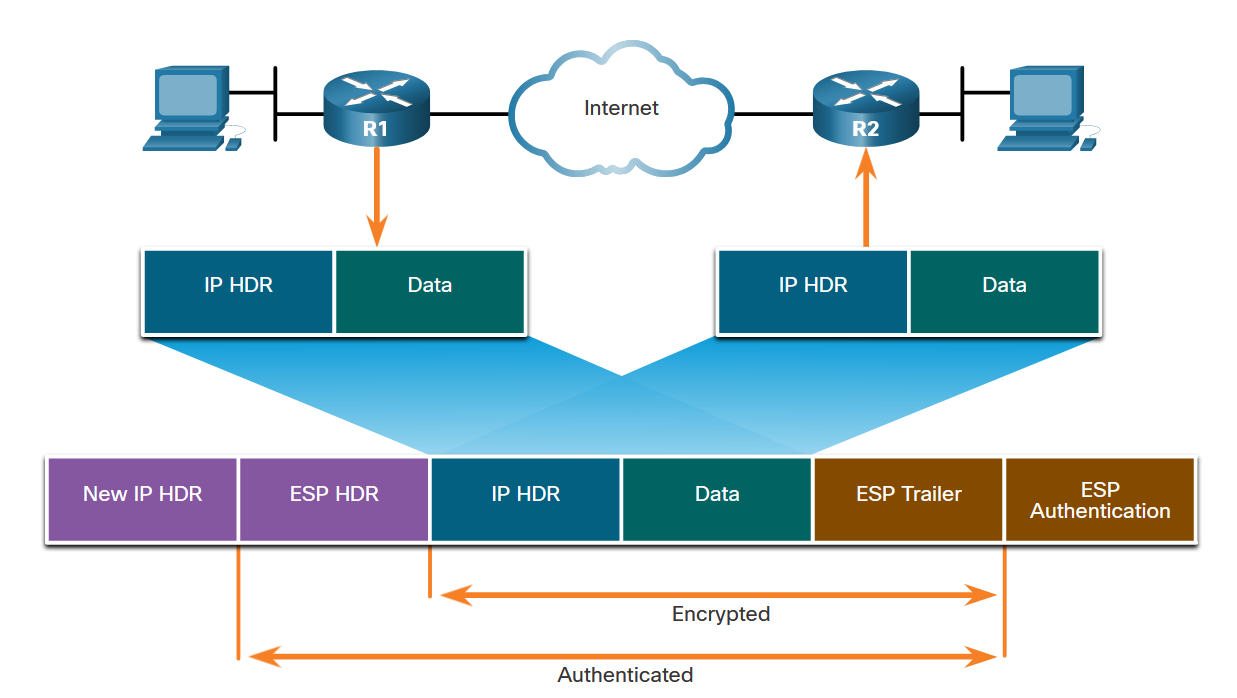 Internet
R1
R2
IP HDR
Data
IP HDR
Data
New IP HDR
ESP HDR
IP HDR
Data
ESP Trailer
ESP
Authentication
Encrypted
Authenticated